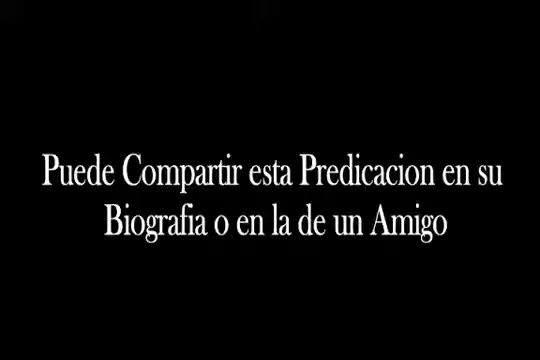 Puede Compartir esta Predicacion en su
Biografia o en la de un Amigo